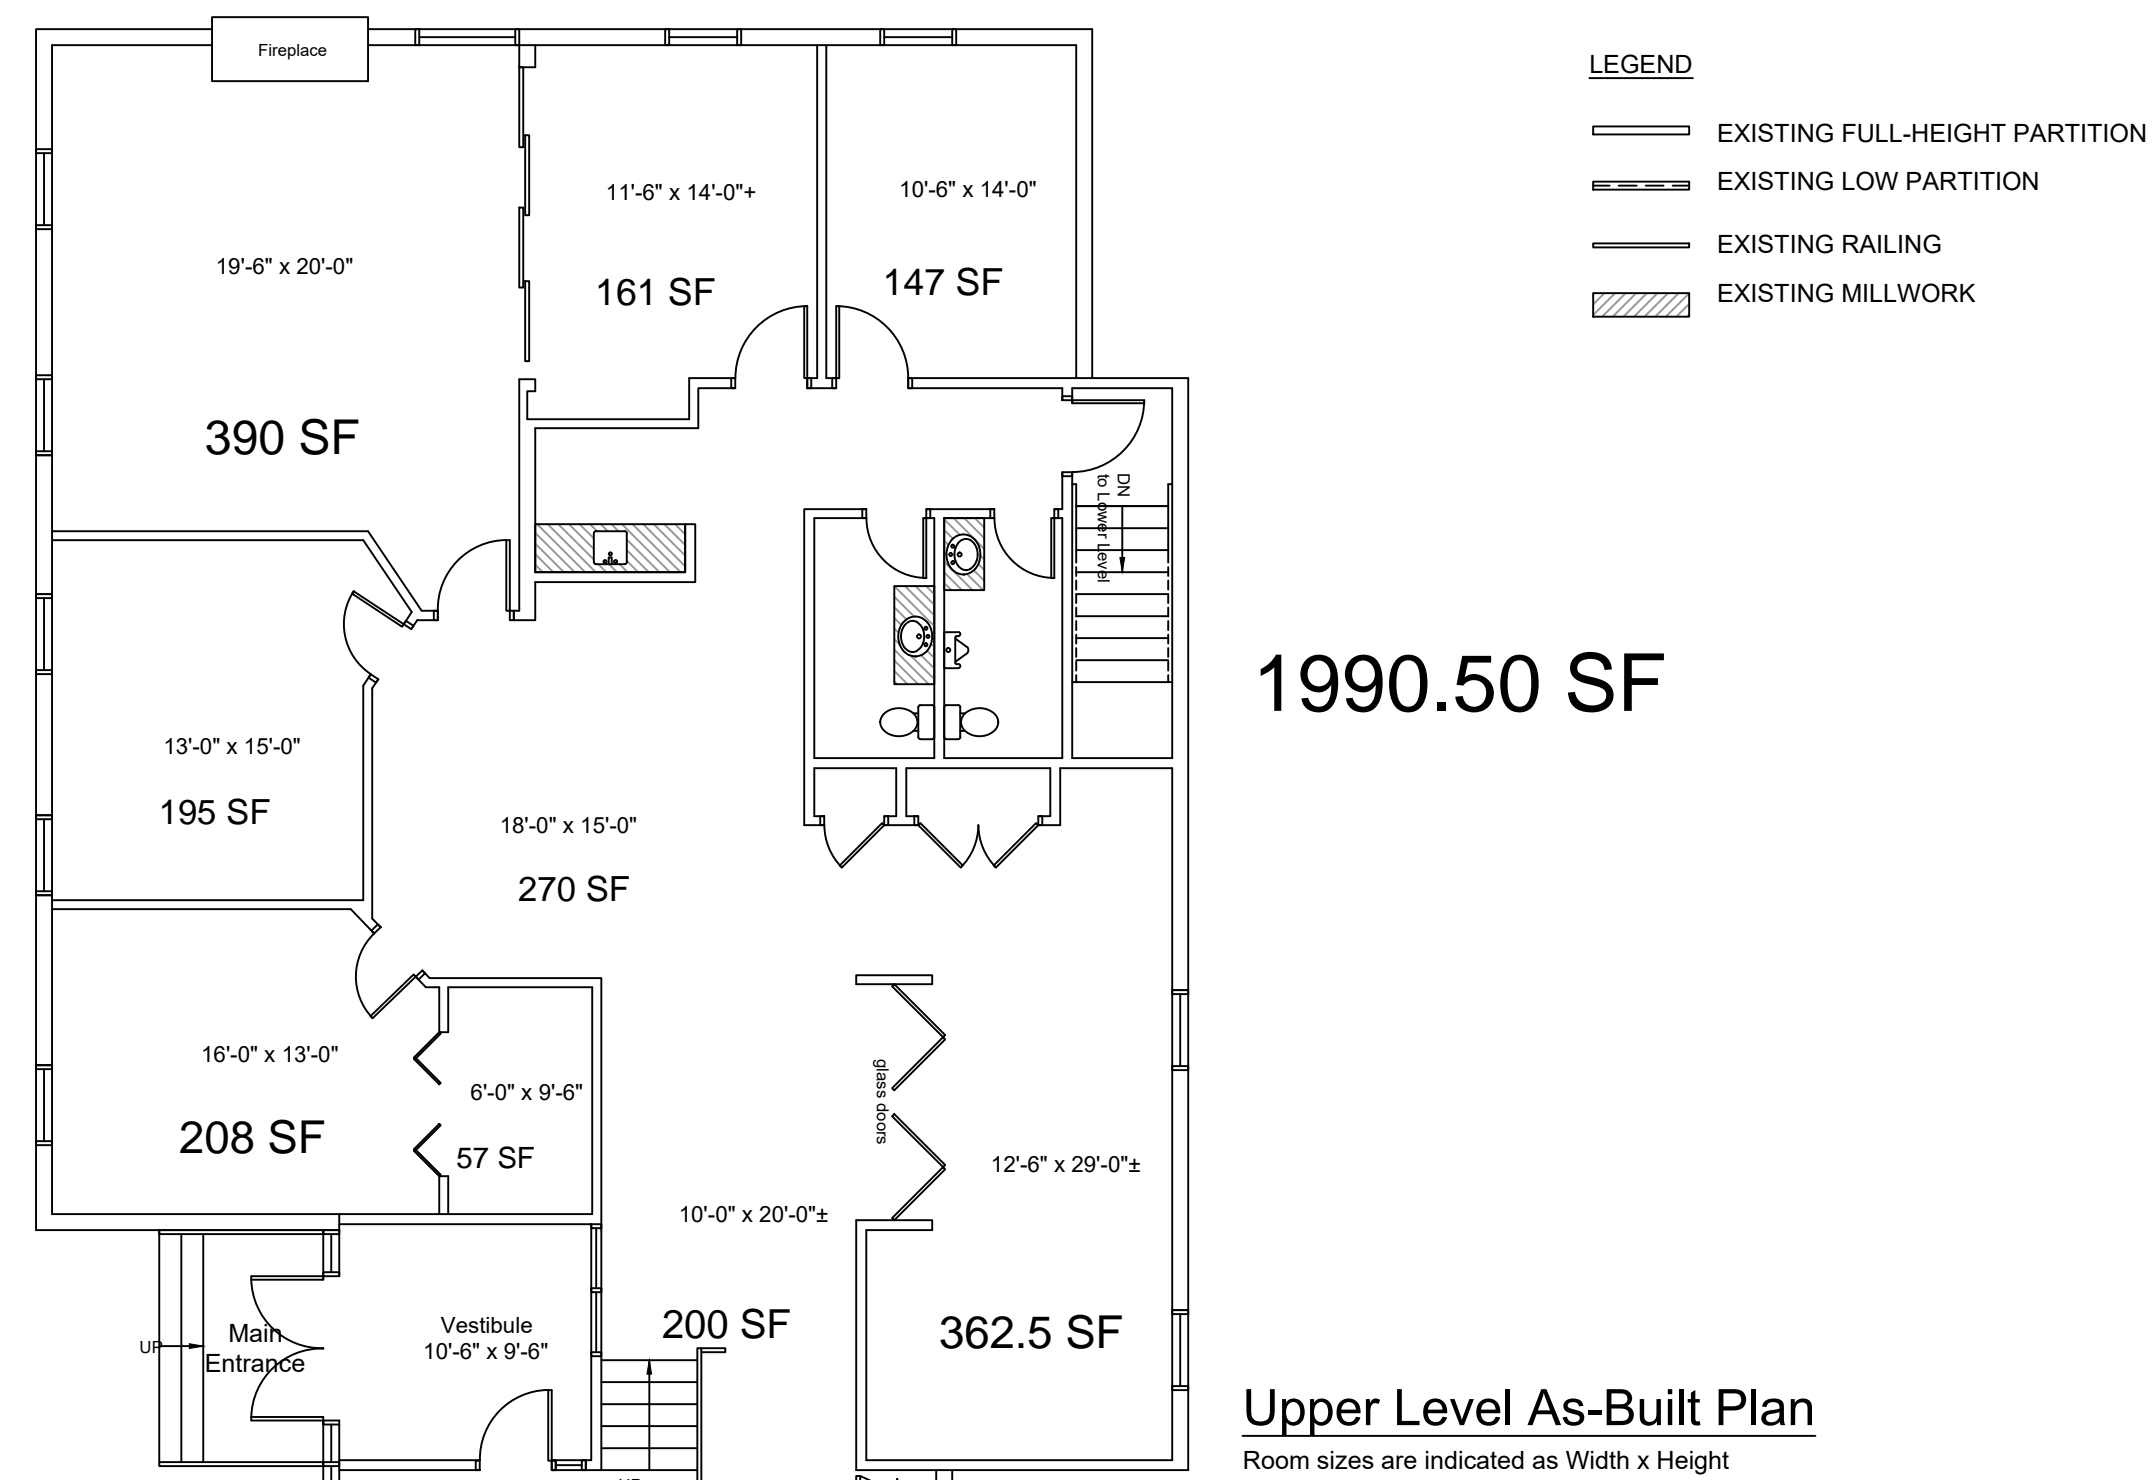 Fireplace
LEGEND
EXISTING FULL-HEIGHT PARTITION
EXISTING LOW PARTITION
EXISTING RAILING
EXISTING MILLWORK
11'-6" x 14'-0"+
10'-6" x 14'-0"
19'-6" x 20'-0"
161 SF
147 SF
390 SF
DN
to Lower Level
1990.50 SF
13'-0" x 15'-0"
195 SF
18'-0" x 15'-0"
270 SF
16'-0" x 13'-0"
6'-0" x 9'-6"
glass doors
208 SF
57 SF
12'-6" x 29'-0"±
10'-0" x 20'-0"±
UP
Main
Entrance
Vestibule
10'-6" x 9'-6"
200 SF
362.5 SF
Upper Level As-Built Plan
Room sizes are indicated as Width x Height